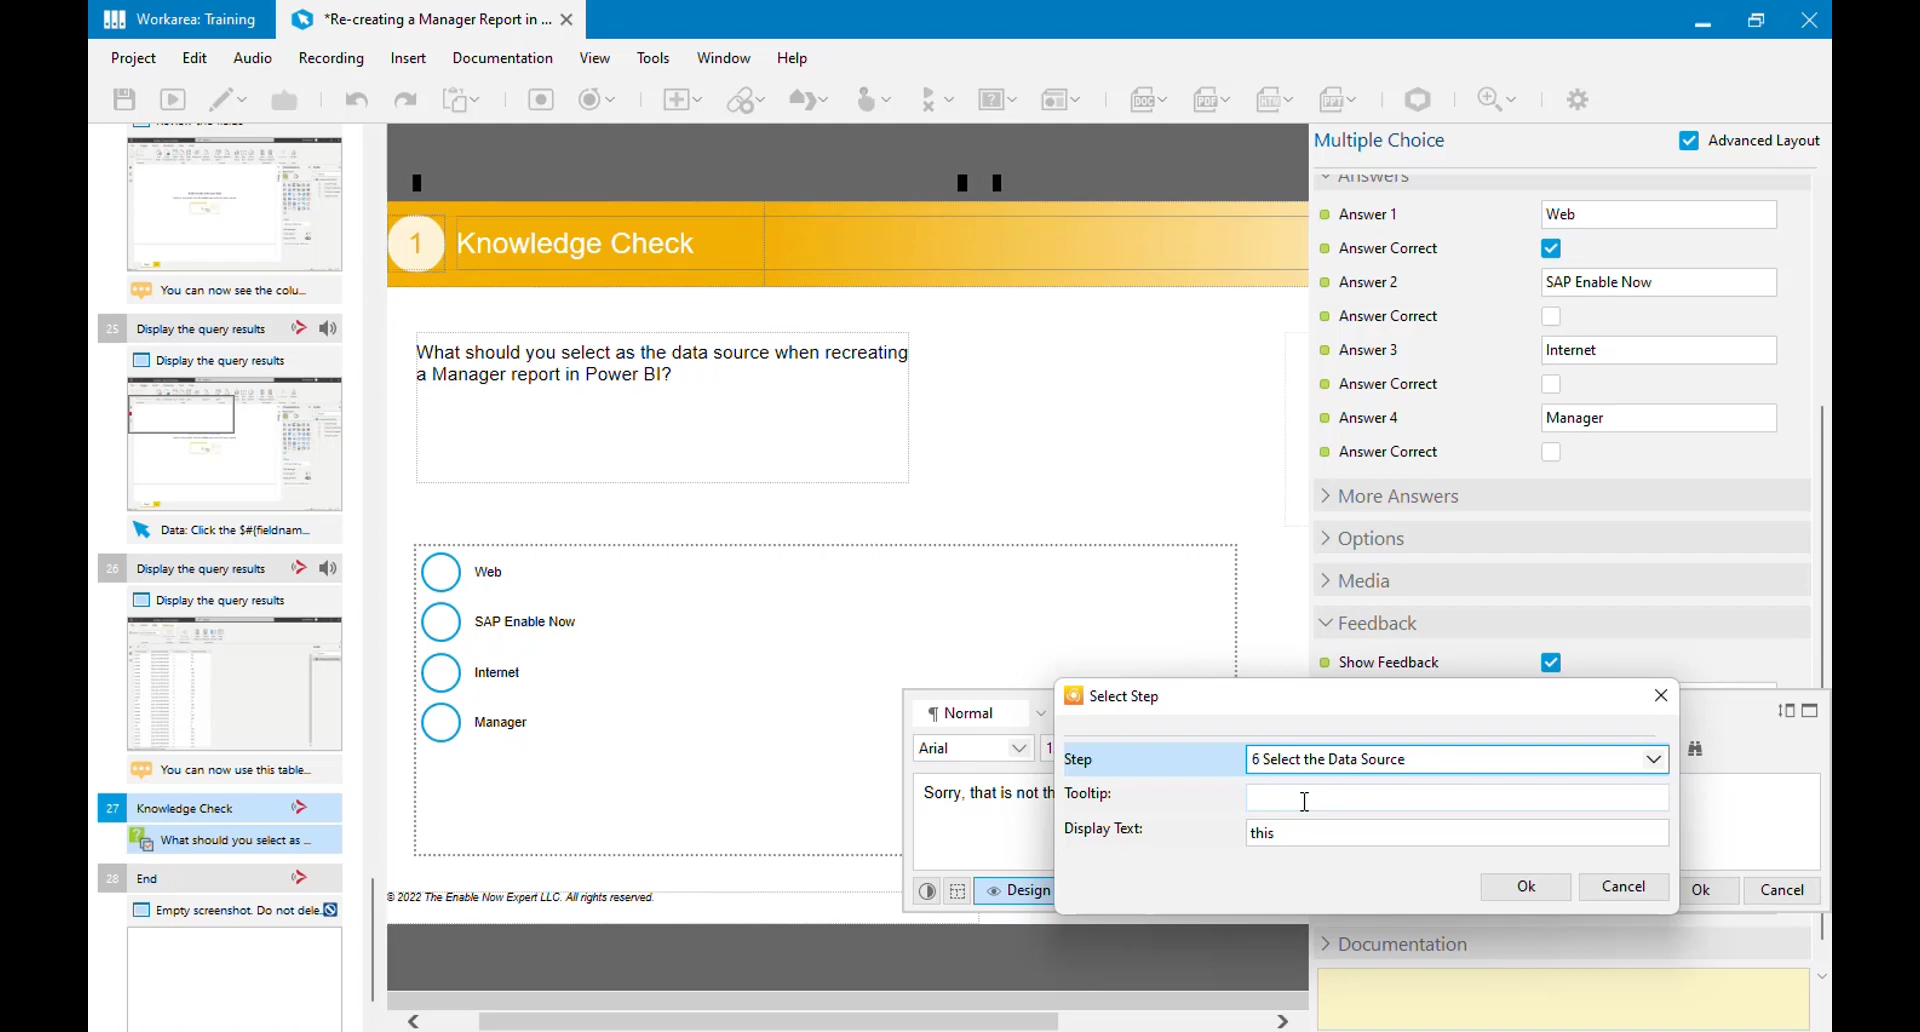 Workarea: Training
*Re-creating a Manager Report in ...
Project Edit Audio Recording Insert Documentation View Tools Window Help
DOC PDF HTM PPT
You can now see the colu...
25 Display the query results
Display the query results
Data: Click the $#{fieldnam...
26 Display the query results
Display the query results
You can now use this table...
27 Knowledge Check
What should you select as ...
28 End
Empty screenshot. Do not dele.
1 Knowledge Check
What should you select as the data source when recreating
a Manager report in Power BI?
Web
SAP Enable Now
Internet
Manager
© 2022 The Enable Now Expert LLC. All rights reserved.
Multiple Choice
Advanced Layout
Answers
Answer 1 Web
Answer Correct
Answer 2 SAP Enable Now
Answer Correct
Answer 3 Internet
Answer Correct
Answer 4 Manager
Answer Correct
More Answers
Options
Media
Feedback
Show Feedback
¶ Normal
Arial
1
Sorry, that is not th
Design
Select Step
Step 6 Select the Data Source
Tooltip:
Display Text: this
Ok Cancel
Ok Cancel
Documentation